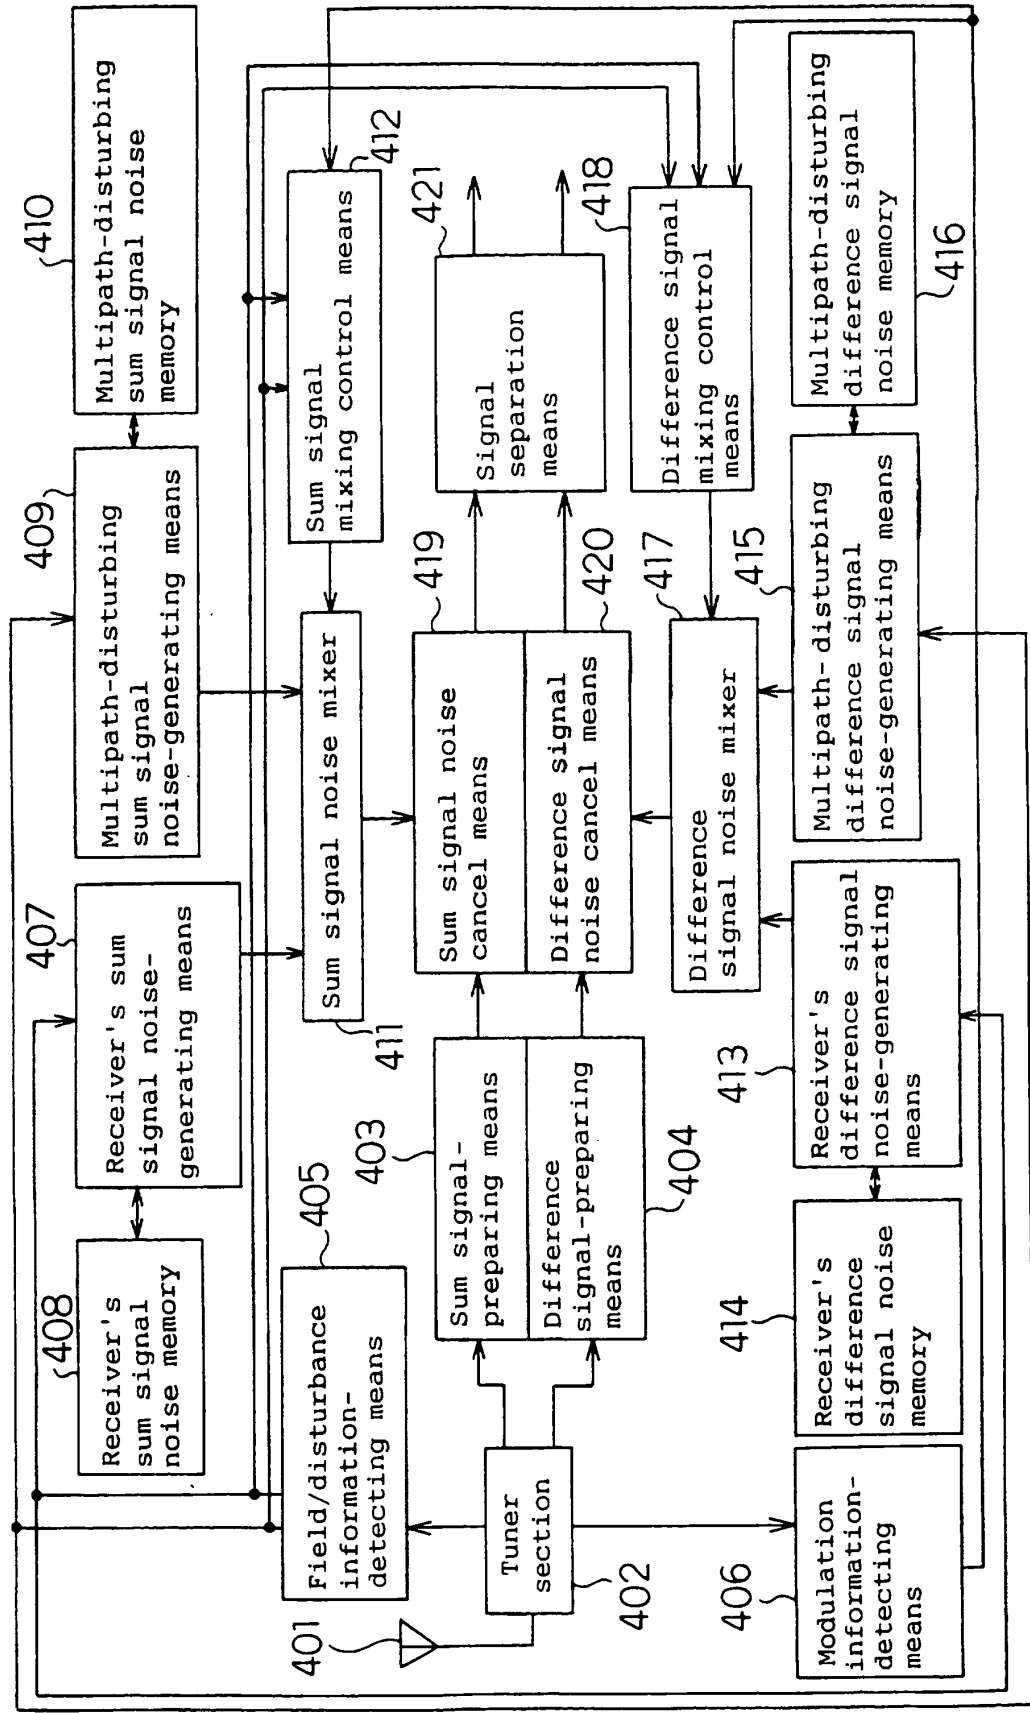 401
Tuner
section
402
Sum signal-
preparing means
403
Difference
signal-preparing
means
404
Field/disturbance
information-
detecting means
405
Modulation
information-
detecting
means
406
Receiver's sum
signal noise-
generating means
407
Receiver's
sum signal
noise memory
408
Multipath-disturbing
sum signal
noise-generating means
409
Multipath-disturbing
sum signal noise
memory
410
Sum signal noise mixer
411
Sum signal
mixing control means
412
Receiver's
difference signal
noise-generating
means
413
Receiver's
difference
signal noise
memory
414
Multipath-disturbing
difference signal
noise-generating means
415
Multipath-disturbing
difference signal
noise memory
416
Difference
signal noise mixer
417
Difference signal
mixing control
means
418
Sum signal noise
cancel means
419
Difference signal
noise cancel means
420
Signal
separation
means
421